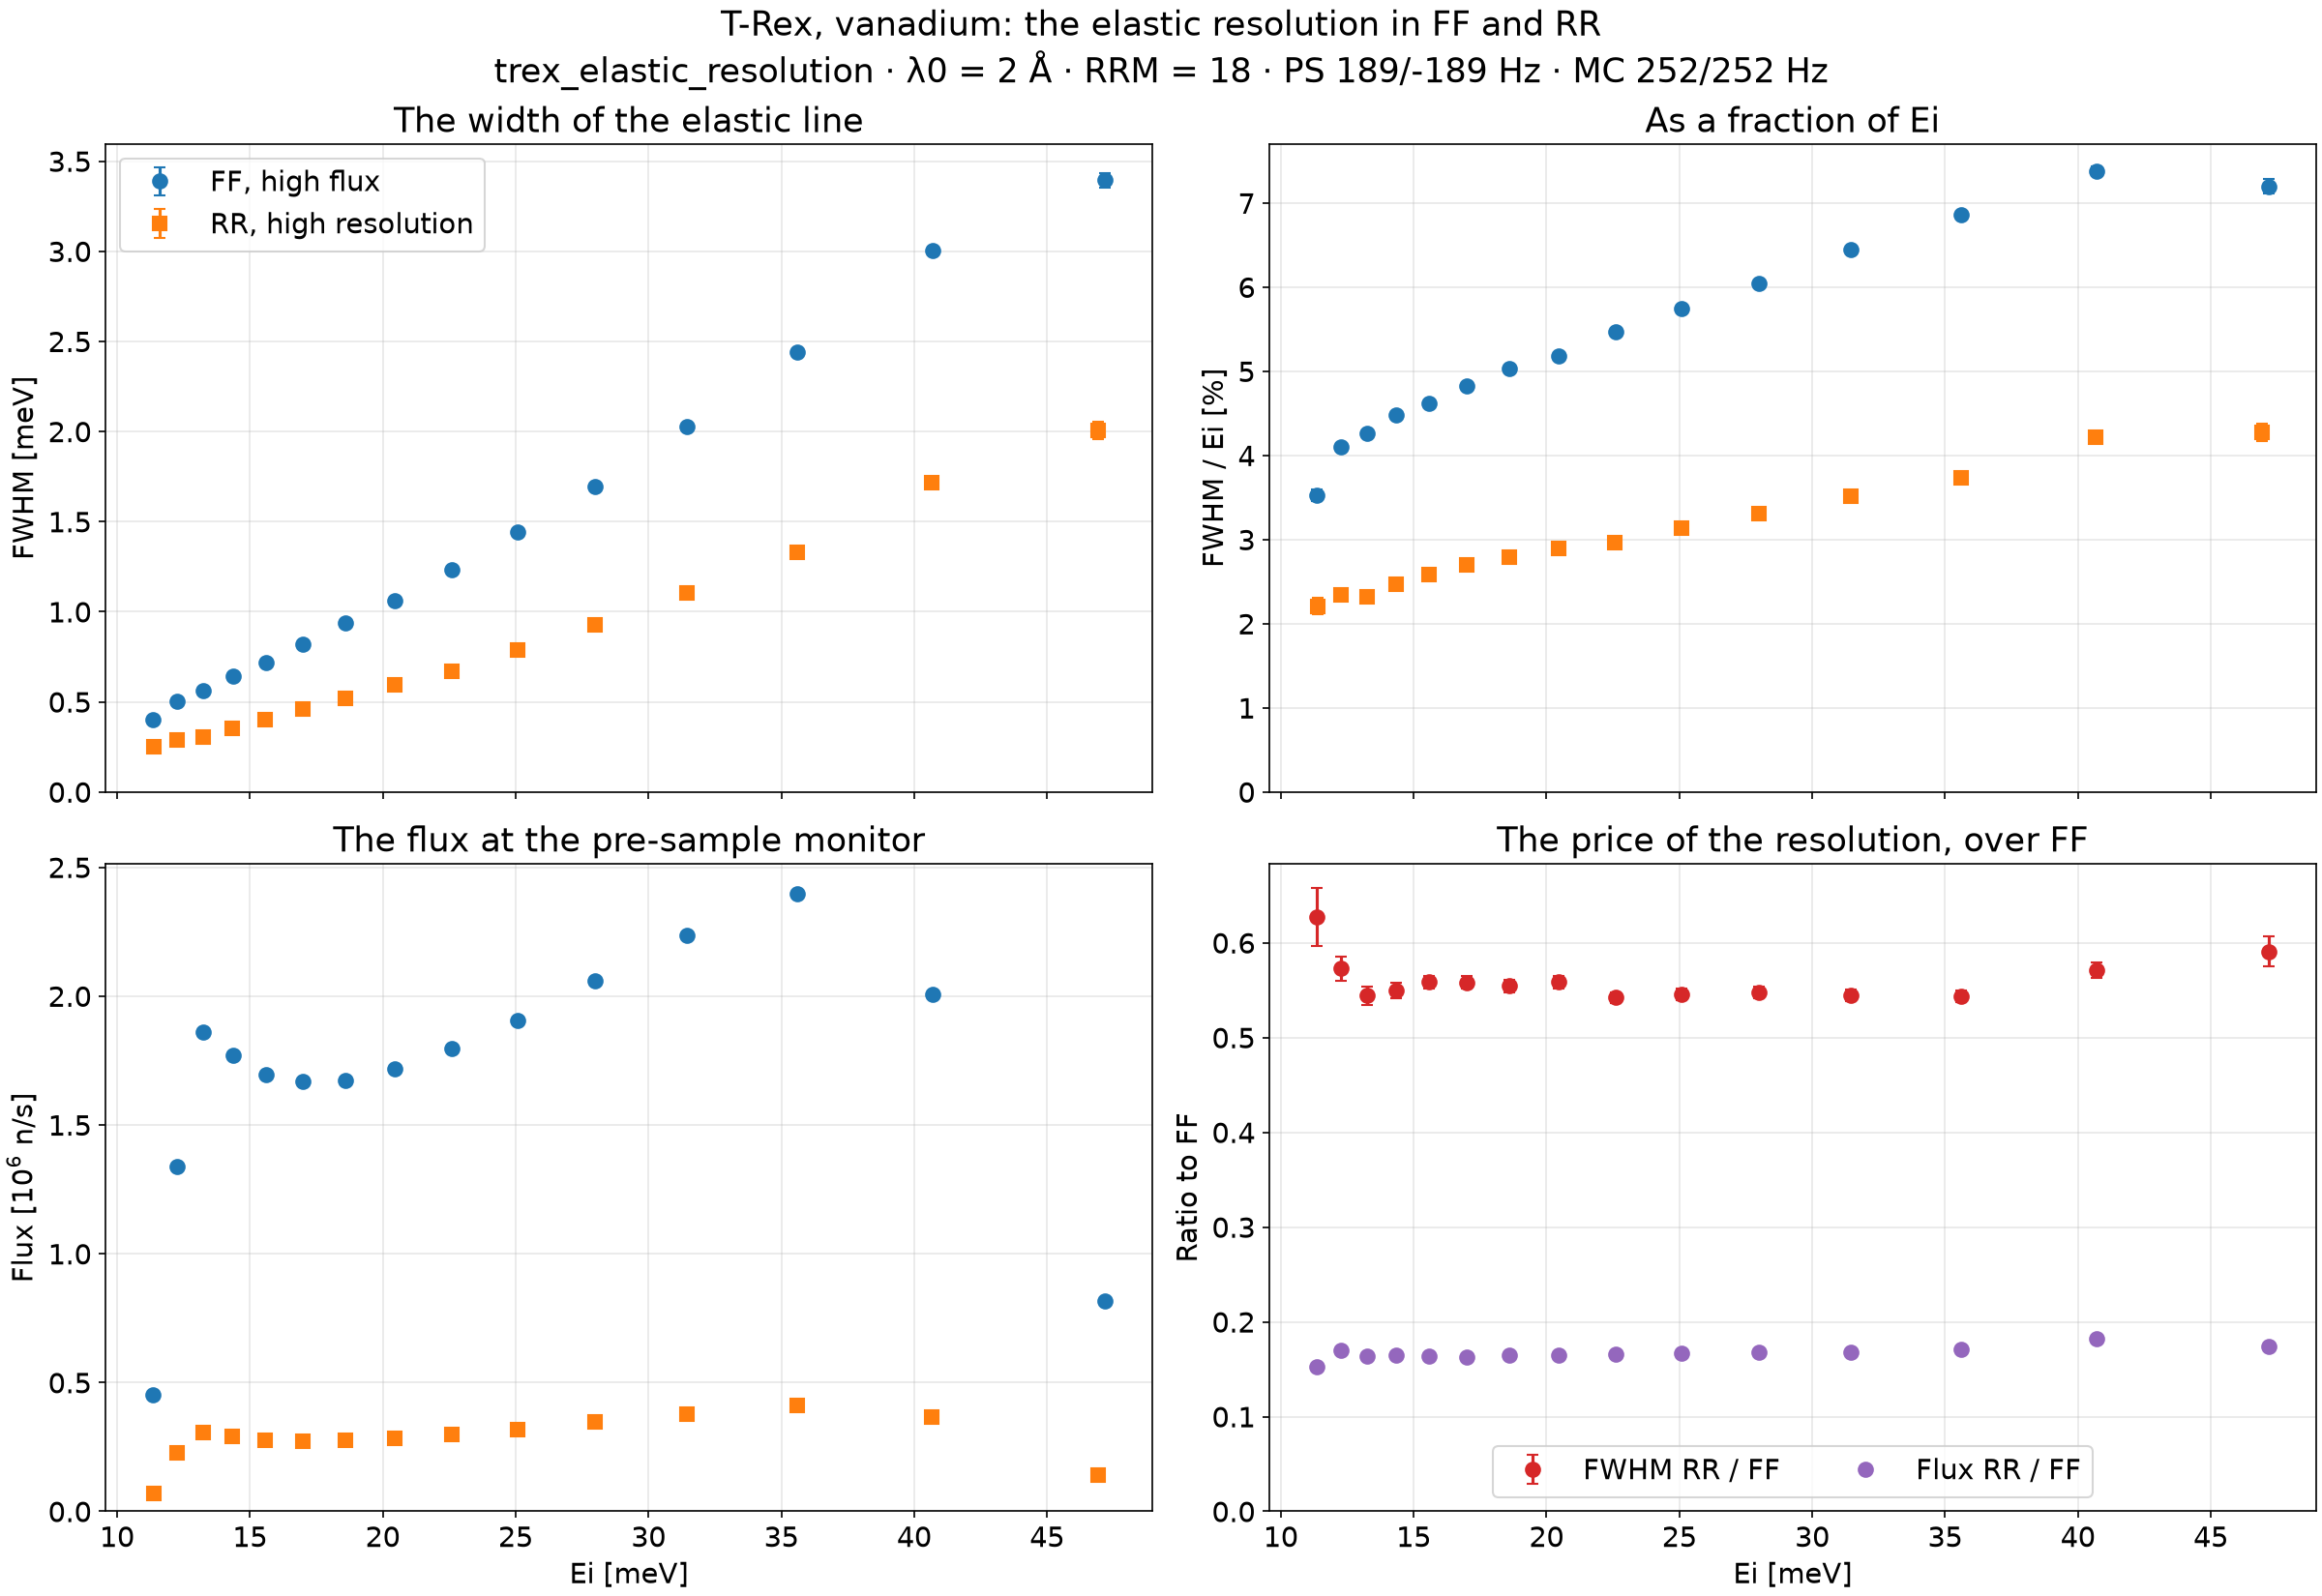 T-Rex, vanadium: the elastic resolution in FF and RR
trex_elastic_resolution · λ0 = 2 Å · RRM = 18 · PS 189/-189 Hz · MC 252/252 Hz
The width of the elastic line
FWHM [meV]
3.5
3.0
2.5
2.0
1.5
1.0
0.5
0.0
FF, high flux
RR, high resolution
As a fraction of Ei
FWHM / Ei [%]
7
6
5
4
3
2
1
0
The flux at the pre-sample monitor
Flux [10⁶ n/s]
2.5
2.0
1.5
1.0
0.5
0.0
10 15 20 25 30 35 40 45
Ei [meV]
The price of the resolution, over FF
Ratio to FF
0.6
0.5
0.4
0.3
0.2
0.1
0.0
FWHM RR / FF
Flux RR / FF
10 15 20 25 30 35 40 45
Ei [meV]